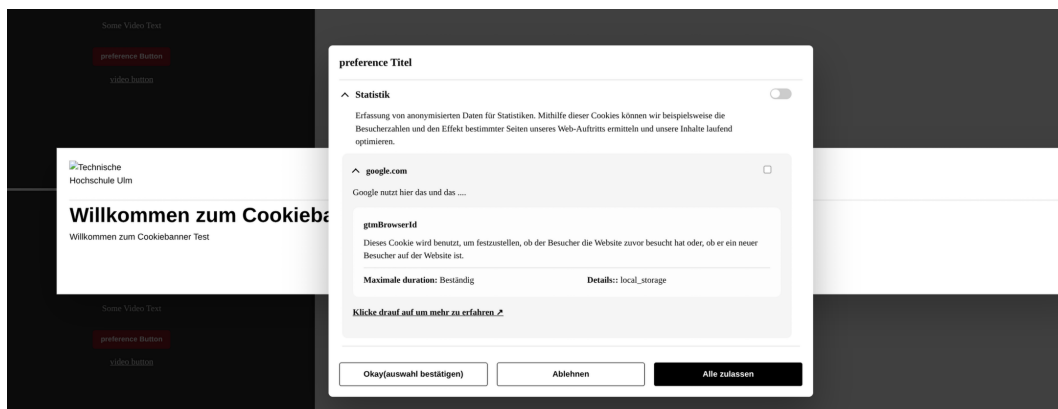 Some Video Text
preference Button
video button
preference Titel
Statistik
Erfassung von anonymisierten Daten für Statistiken. Mithilfe dieser Cookies können wir beispielsweise die
Besucherzahlen und den Effekt bestimmter Seiten unseres Web-Auftritts ermitteln und unsere Inhalte laufend
optimieren.
Technische
Hochschule Ulm
google.com
Google nutzt hier das und das ....
Willkommen zum Cookieba
Willkommen zum Cookiebanner Test
gtmBrowserId
Dieses Cookie wird benutzt, um festzustellen, ob der Besucher die Website zuvor besucht hat oder, ob er ein neuer
Besucher auf der Website ist.
Maximale duration: Beständig
Details:: local_storage
Klicke drauf auf um mehr zu erfahren ↗
Some Video Text
preference Button
video button
Okay(auswahl bestätigen)
Ablehnen
Alle zulassen